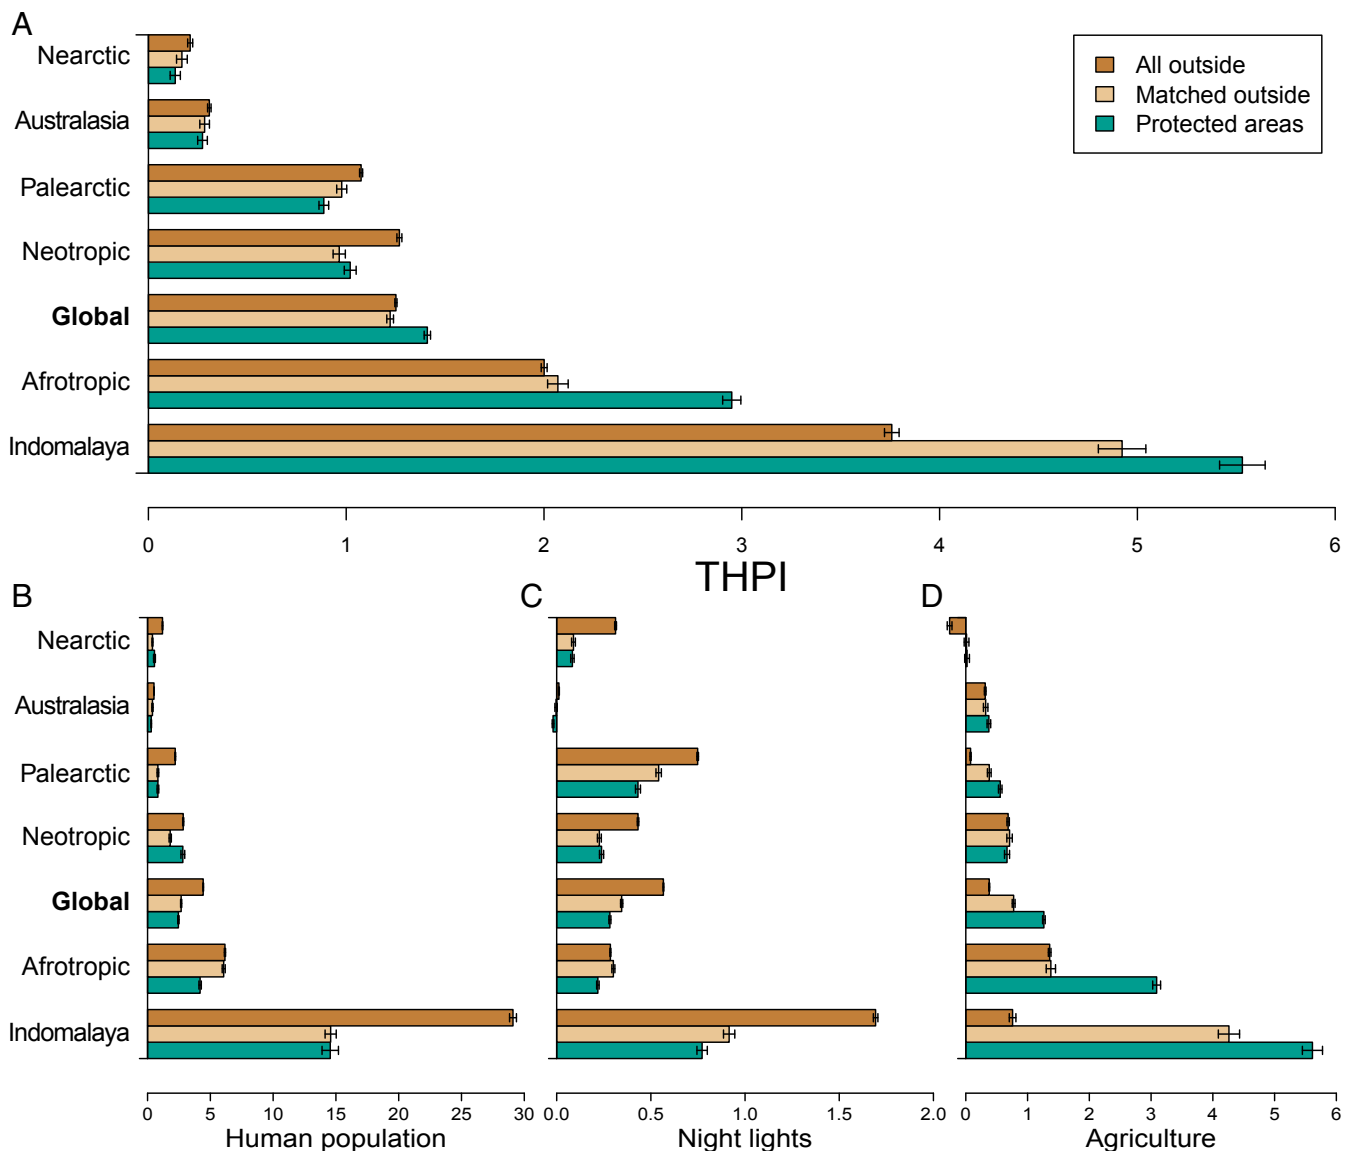 A
Nearctic
Australasia
Palearctic
Neotropic
Global
Afrotropic
Indomalaya
All outside
Matched outside
Protected areas
0 1 2 3 4 5 6
THPI
B
Nearctic
Australasia
Palearctic
Neotropic
Global
Afrotropic
Indomalaya
0 5 10 15 20 25 30
Human population
C
0.0 0.5 1.0 1.5 2.0
Night lights
D
0 1 2 3 4 5 6
Agriculture